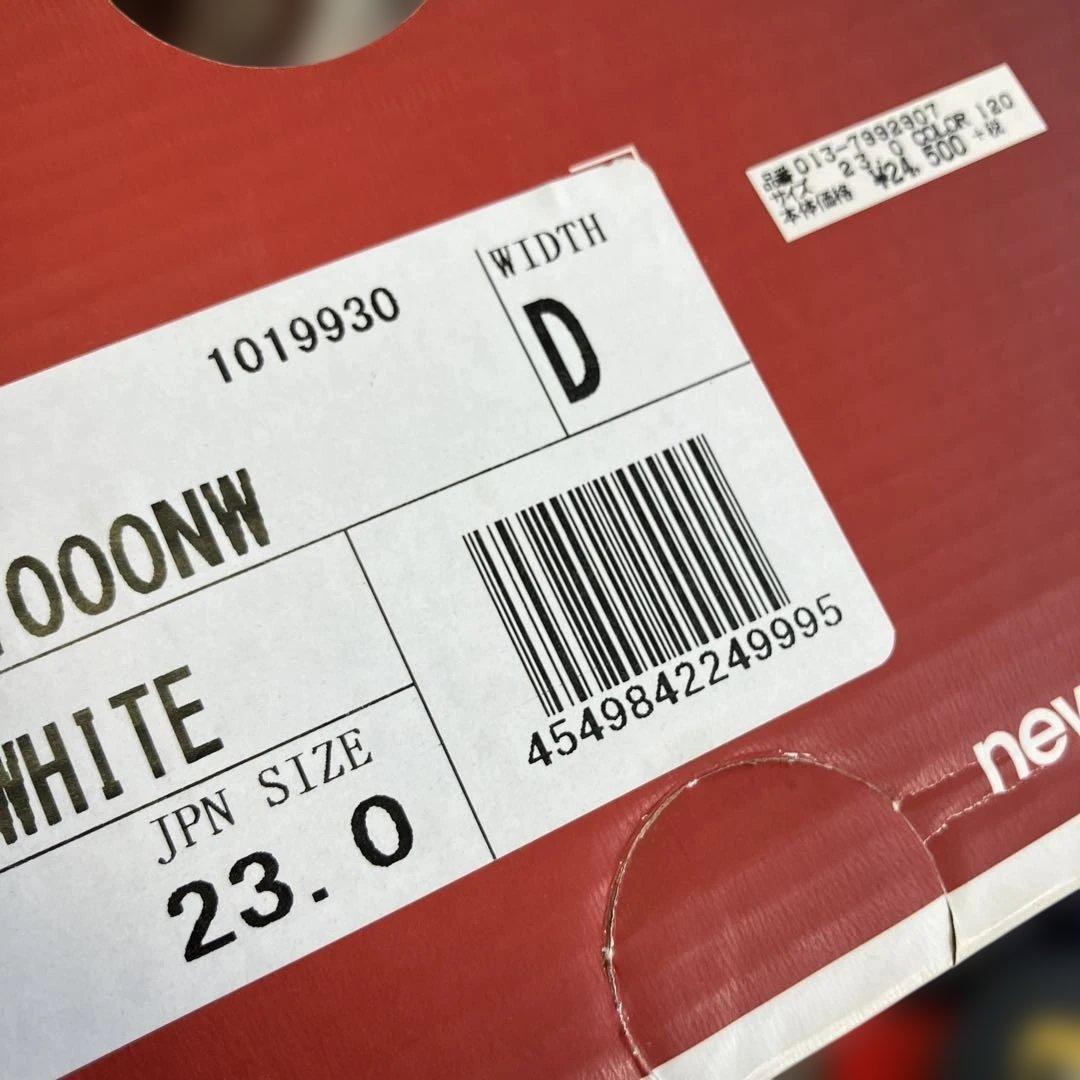 品番 013-7992907
サイズ 23.0 COLOR 120
本体価格 ¥24,500 +税
WIDTH
1019930
D
1000NW
WHITE
4549842249995
JPN SIZE
23.0
new